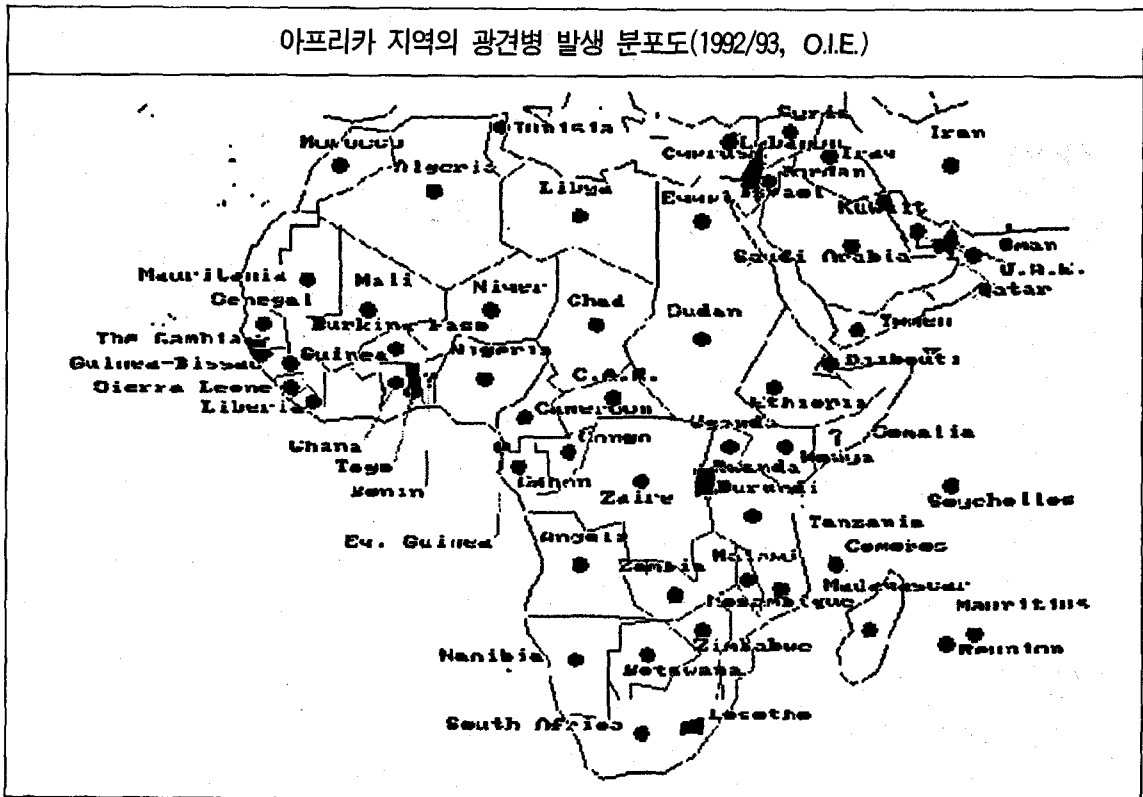 아프리카 지역의 광견병 발생 분포도(1992/93, O.I.E.)
Tunisia
Syria
Iran
Morocco
Cyprus
Lebanon
Iraq
Algeria
Jordan
Libya
Egypt
Israel
Kuwait
Saudi Arabia
Oman
U.A.E.
Qatar
Mauritania
Mali
Niger
Chad
Sudan
Yemen
Senegal
Burkina Faso
The Gambia
Guinea
Nigeria
Djibouti
Guinea-Bissau
Sierra Leone
C.A.R.
Ethiopia
Liberia
Cameroun
Uganda
?
Somalia
Ghana
Congo
Kenya
Togo
Gabon
Rwanda
Benin
Zaire
Burundi
Seychelles
Eq. Guinea
Angola
Tanzania
Malawi
Comores
Zambia
Mozambique
Madagascar
Mauritius
Namibia
Zimbabwe
Reunion
Botswana
South Africa
Lesotho